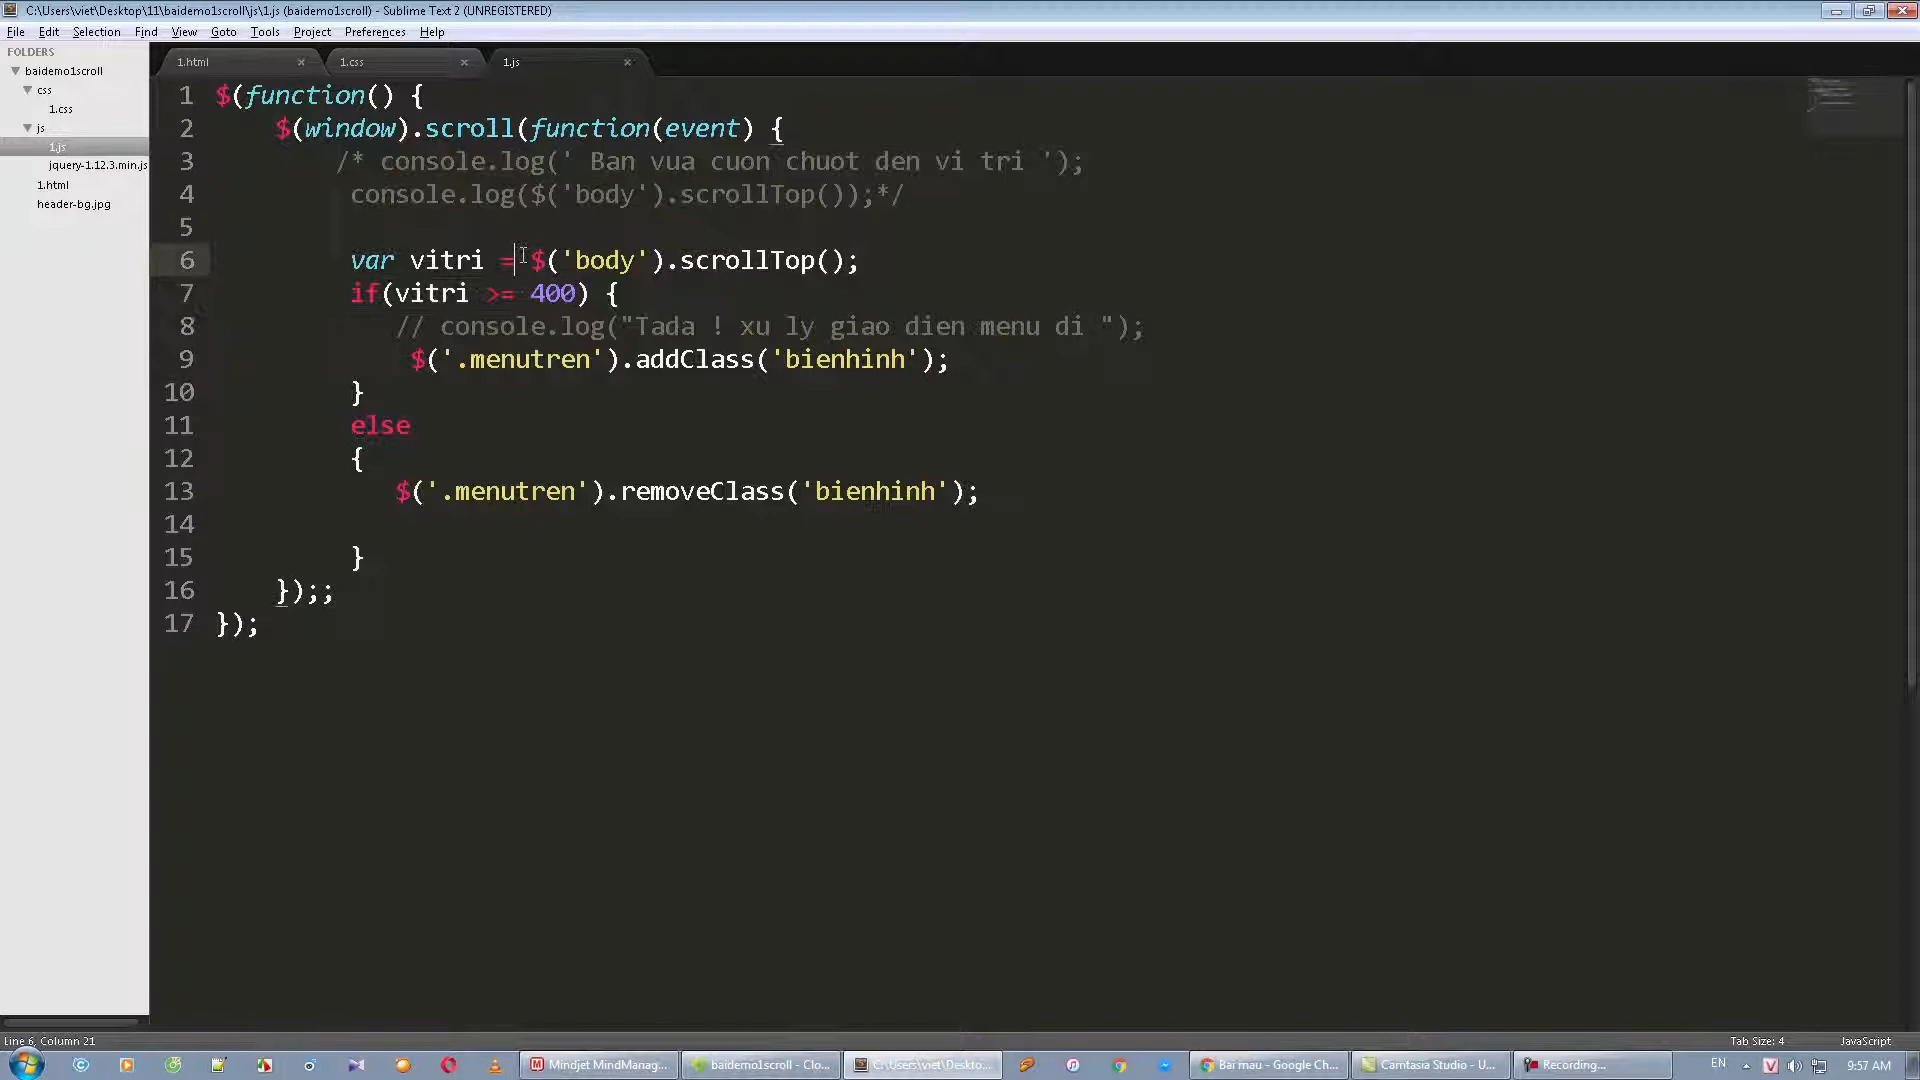 C:\Users\viet\Desktop\11\baidemo1scroll\js\1.js (baidemo1scroll) - Sublime Text 2 (UNREGISTERED)
File Edit Selection Find View Goto Tools Project Preferences Help
FOLDERS
baidemo1scroll
css
1.css
js
1.js
jquery-1.12.3.min.js
1.html
header-bg.jpg
1.html 1.css 1.js
1 $(function() {
2 $(window).scroll(function(event) {
3 /* console.log(' Ban vua cuon chuot den vi tri ');
4 console.log($('body').scrollTop());*/
5
6 var vitri = $('body').scrollTop();
7 if(vitri >= 400) {
8 // console.log("Tada ! xu ly giao dien menu di ");
9 $('.menutren').addClass('bienhinh');
10 }
11 else
12 {
13 $('.menutren').removeClass('bienhinh');
14
15 }
16 });;
17 });
Line 6, Column 21 Tab Size: 4 JavaScript
Mindjet MindManag... baidemo1scroll - Clo... C:\Users\viet\Deskto... Bai mau - Google Ch... Camtasia Studio - U... Recording... EN 9:57 AM